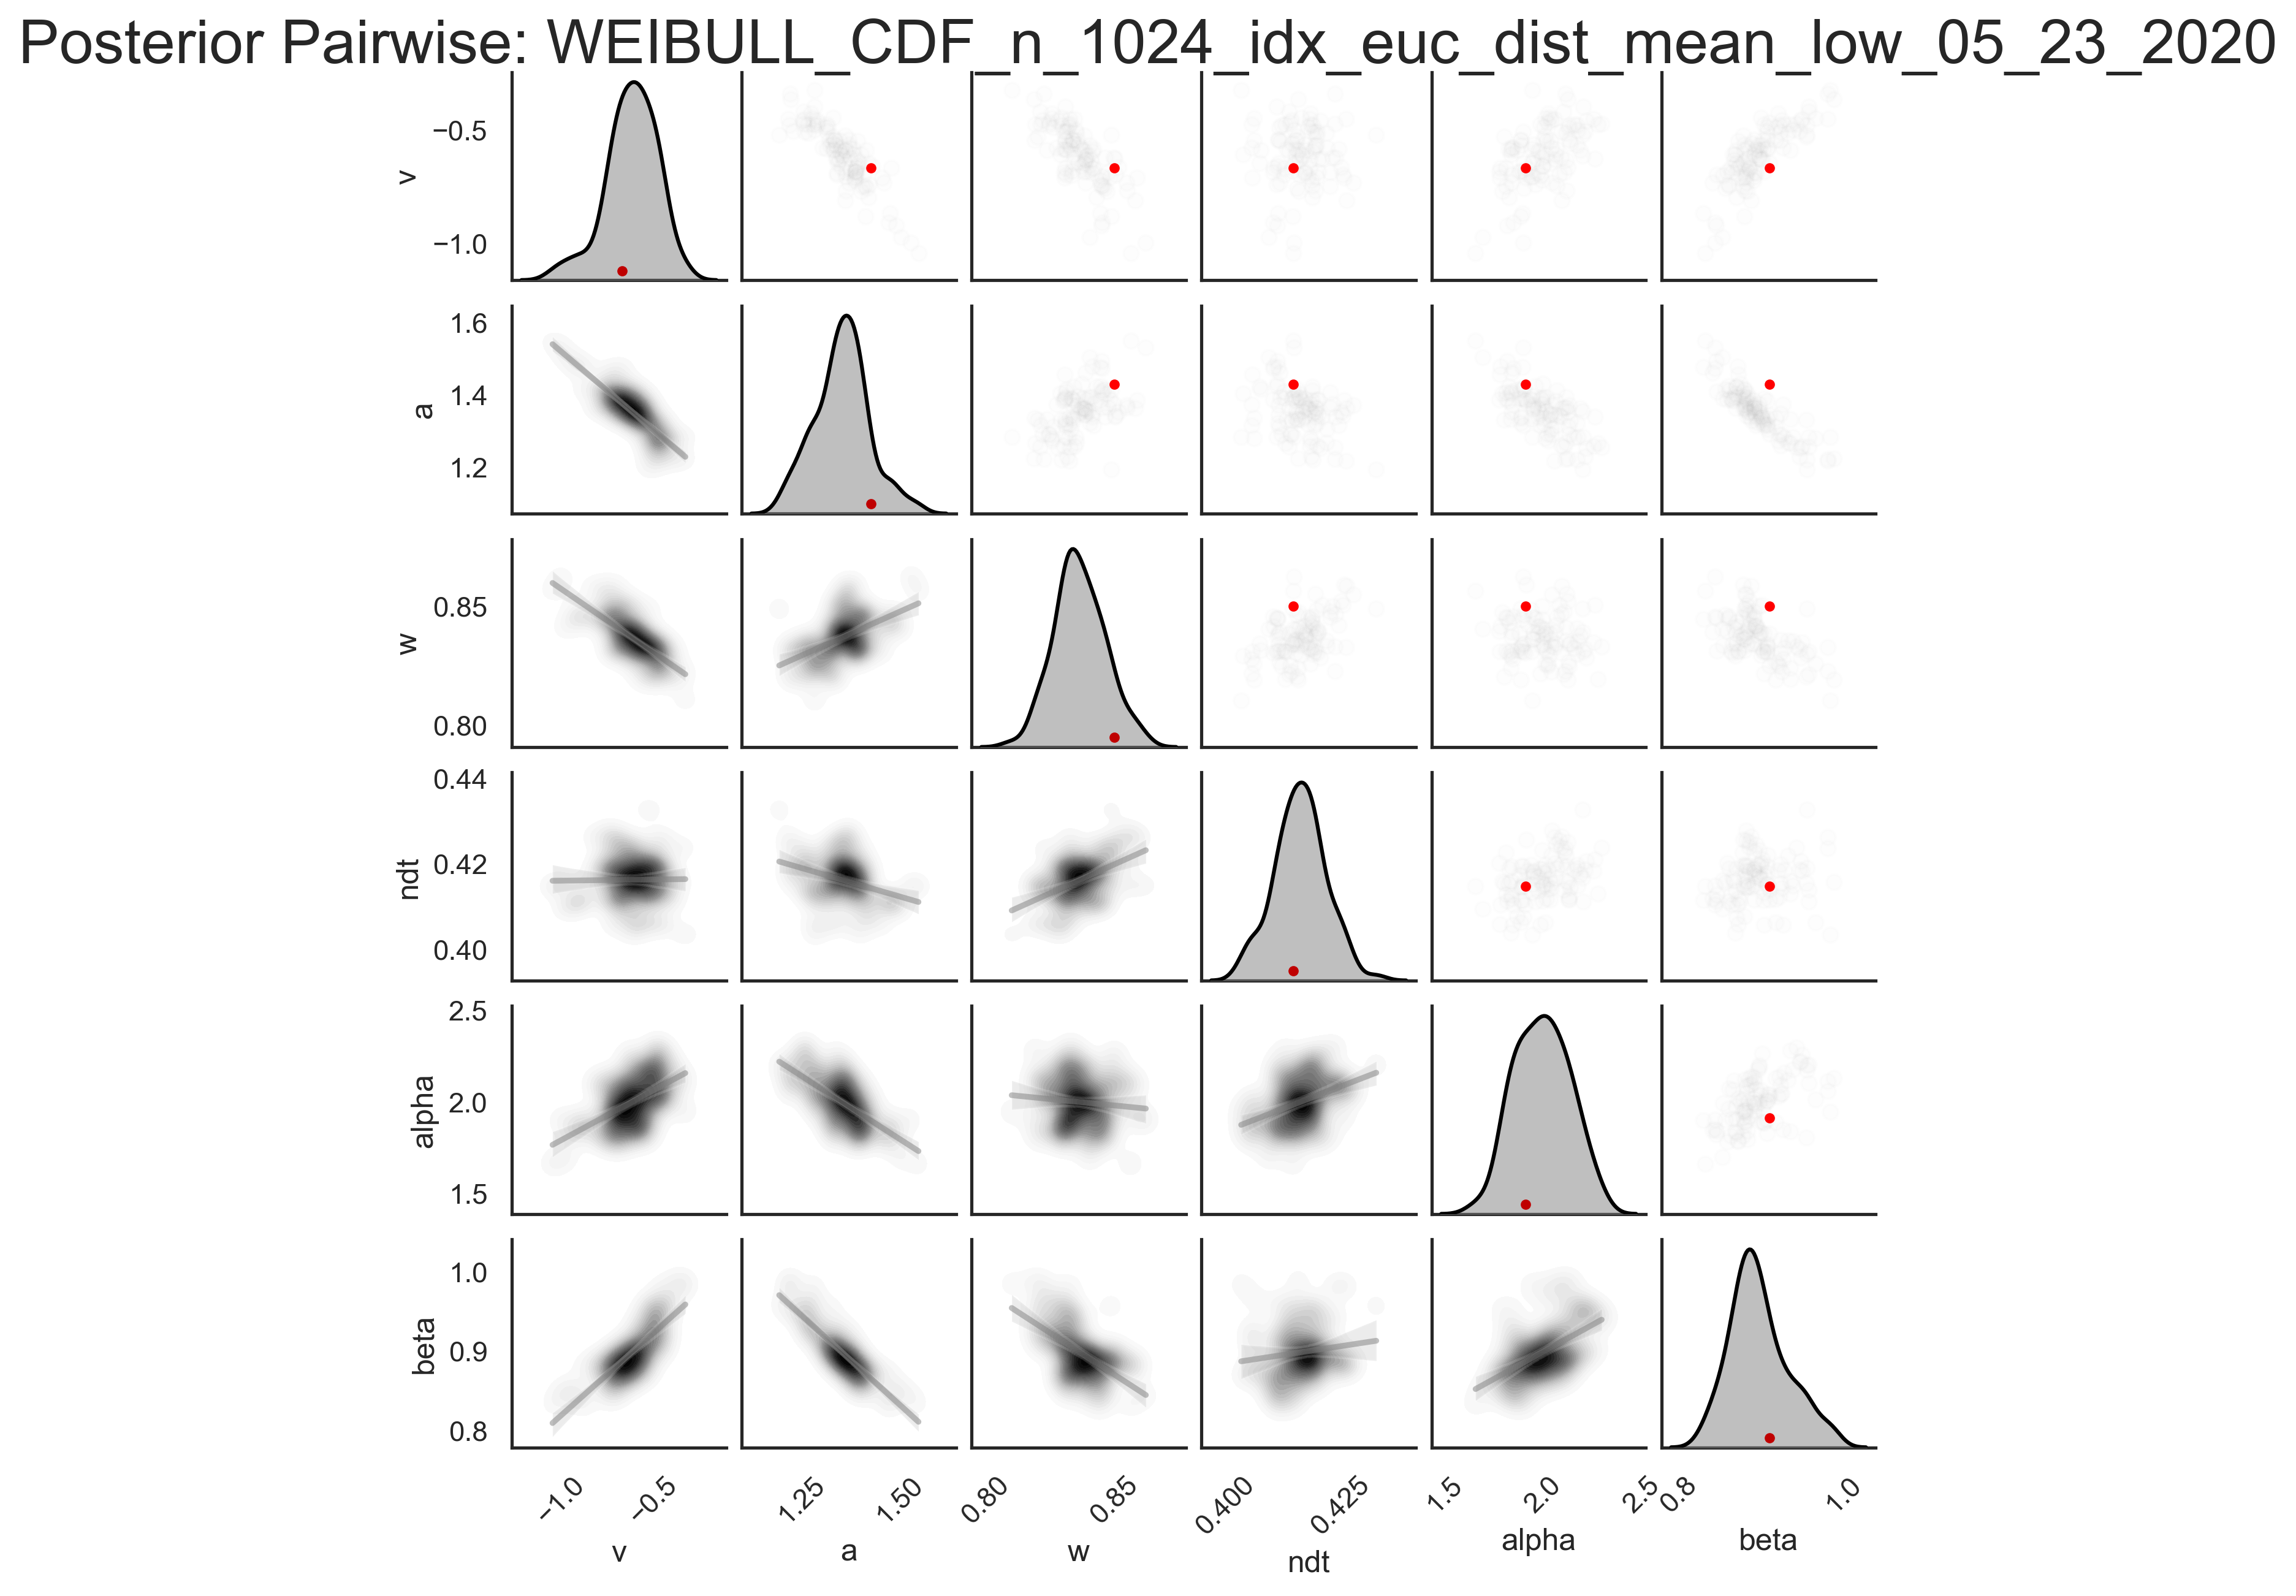 Posterior Pairwise: WEIBULL_CDF_n_1024_idx_euc_dist_mean_low_05_23_2020
−0.5
v
−1.0
1.6
1.4
a
1.2
0.85
w
0.80
0.44
0.42
ndt
0.40
2.5
2.0
alpha
1.5
1.0
0.9
beta
0.8
−1.0 −0.5 1.25 1.50 0.80 0.85 0.400 0.425 1.5 2.0 2.5 0.8 1.0
v a w ndt alpha beta